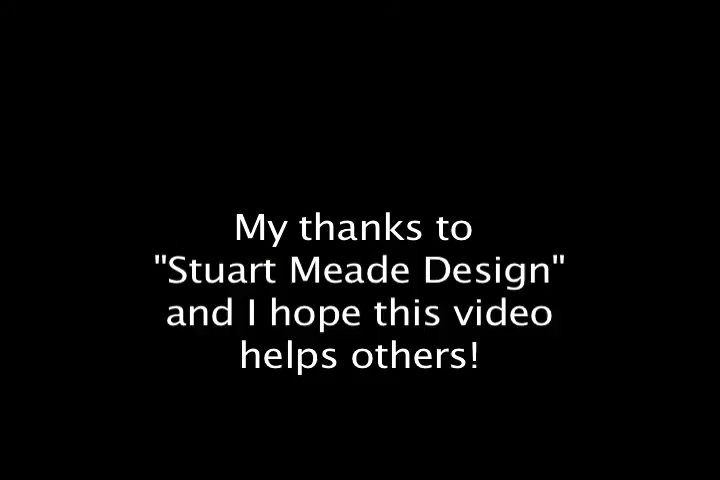 My thanks to
"Stuart Meade Design"
and I hope this video
helps others!